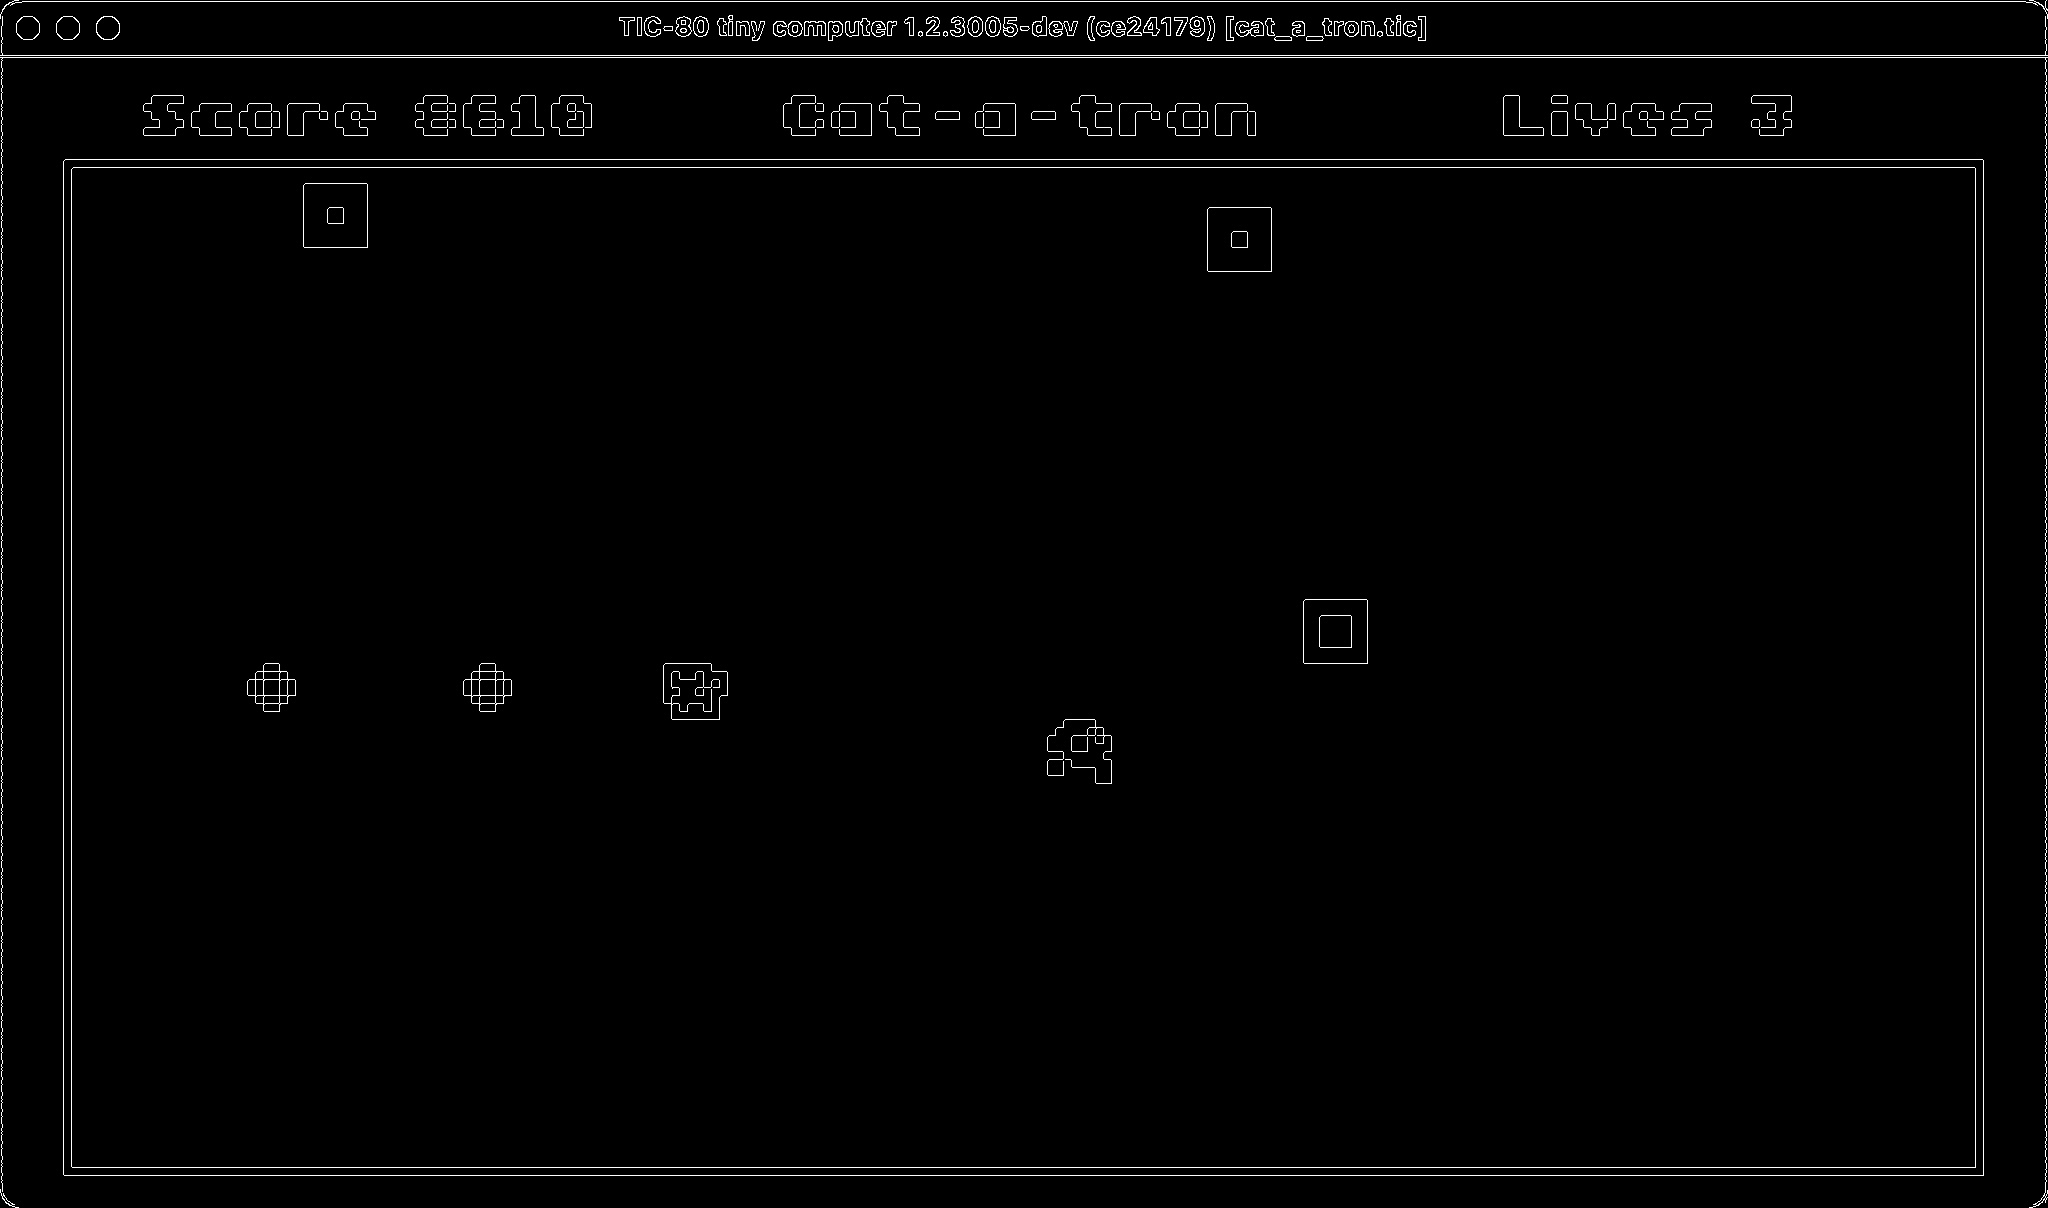 TIC-80 tiny computer 1.2.3005-dev (ce24179) [cat_a_tron.tic]
Score 8610 Cat-a-tron Lives 3